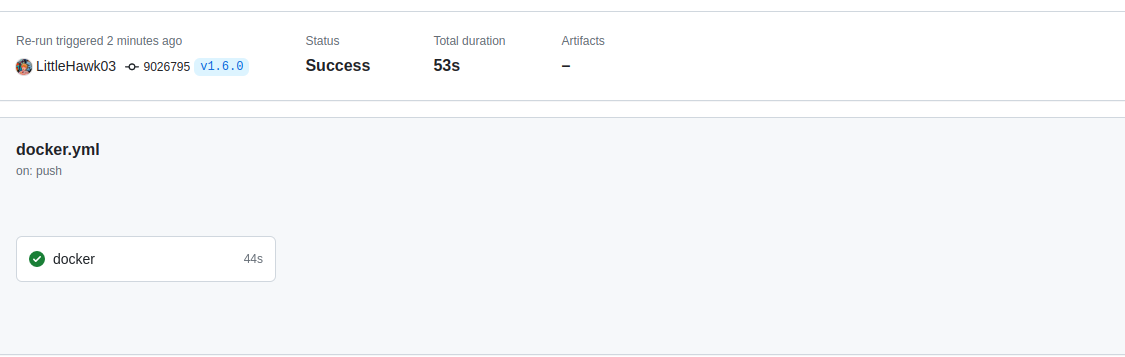 Re-run triggered 2 minutes ago
LittleHawk03 9026795 v1.6.0
Status
Success
Total duration
53s
Artifacts
–
docker.yml
on: push
docker 44s